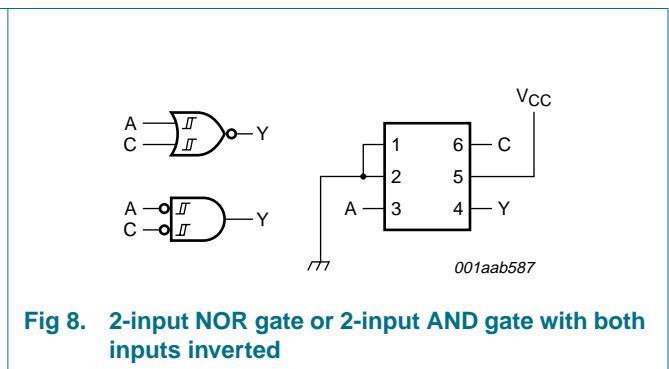 A
C
Y
A
C
Y
VCC
1 6 C
2 5
A 3 4 Y
001aab587
Fig 8. 2-input NOR gate or 2-input AND gate with both
inputs inverted